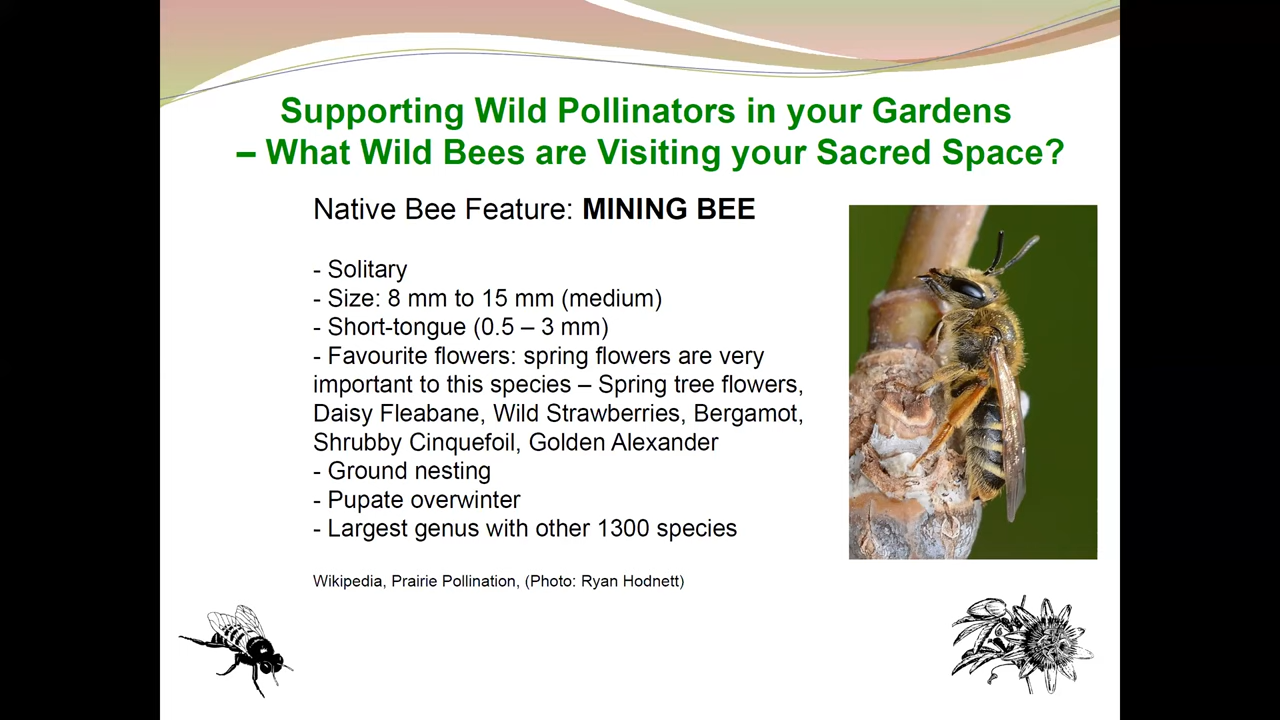 Supporting Wild Pollinators in your Gardens
– What Wild Bees are Visiting your Sacred Space?
Native Bee Feature: MINING BEE
- Solitary
- Size: 8 mm to 15 mm (medium)
- Short-tongue (0.5 – 3 mm)
- Favourite flowers: spring flowers are very
important to this species – Spring tree flowers,
Daisy Fleabane, Wild Strawberries, Bergamot,
Shrubby Cinquefoil, Golden Alexander
- Ground nesting
- Pupate overwinter
- Largest genus with other 1300 species
Wikipedia, Prairie Pollination, (Photo: Ryan Hodnett)